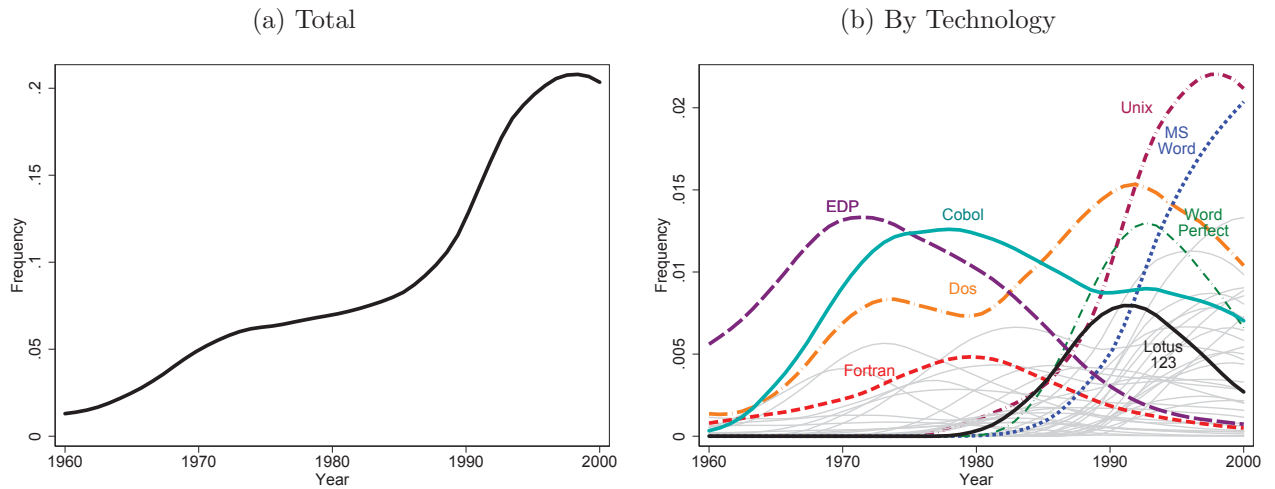 (a) Total
Frequency
.2
.15
.1
.05
0
1960 1970 1980 1990 2000
Year
(b) By Technology
Frequency
.02
.015
.01
.005
0
Unix
MS
Word
EDP
Cobol
Word
Perfect
Dos
Lotus
123
Fortran
1960 1970 1980 1990 2000
Year